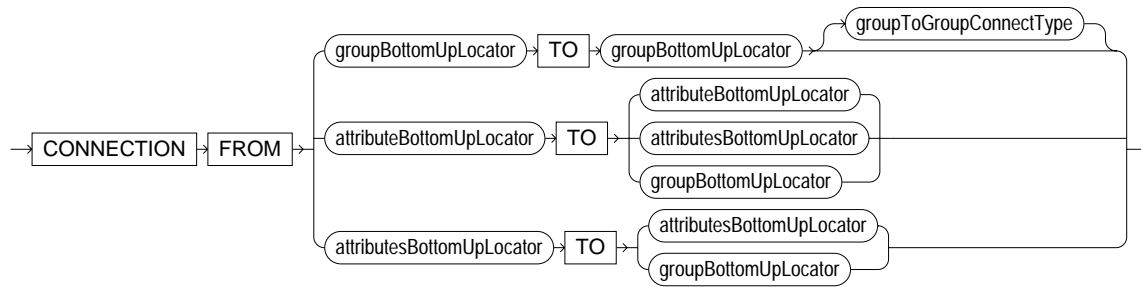 groupToGroupConnectType
groupBottomUpLocator TO groupBottomUpLocator
attributeBottomUpLocator
CONNECTION FROM attributeBottomUpLocator TO attributesBottomUpLocator
groupBottomUpLocator
attributesBottomUpLocator
attributesBottomUpLocator TO
groupBottomUpLocator